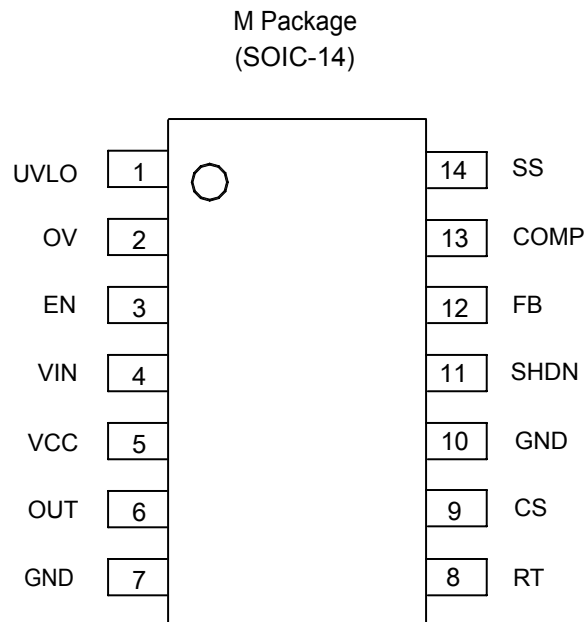 M Package
(SOIC-14)
UVLO 1 14 SS
OV 2 13 COMP
EN 3 12 FB
VIN 4 11 SHDN
VCC 5 10 GND
OUT 6 9 CS
GND 7 8 RT